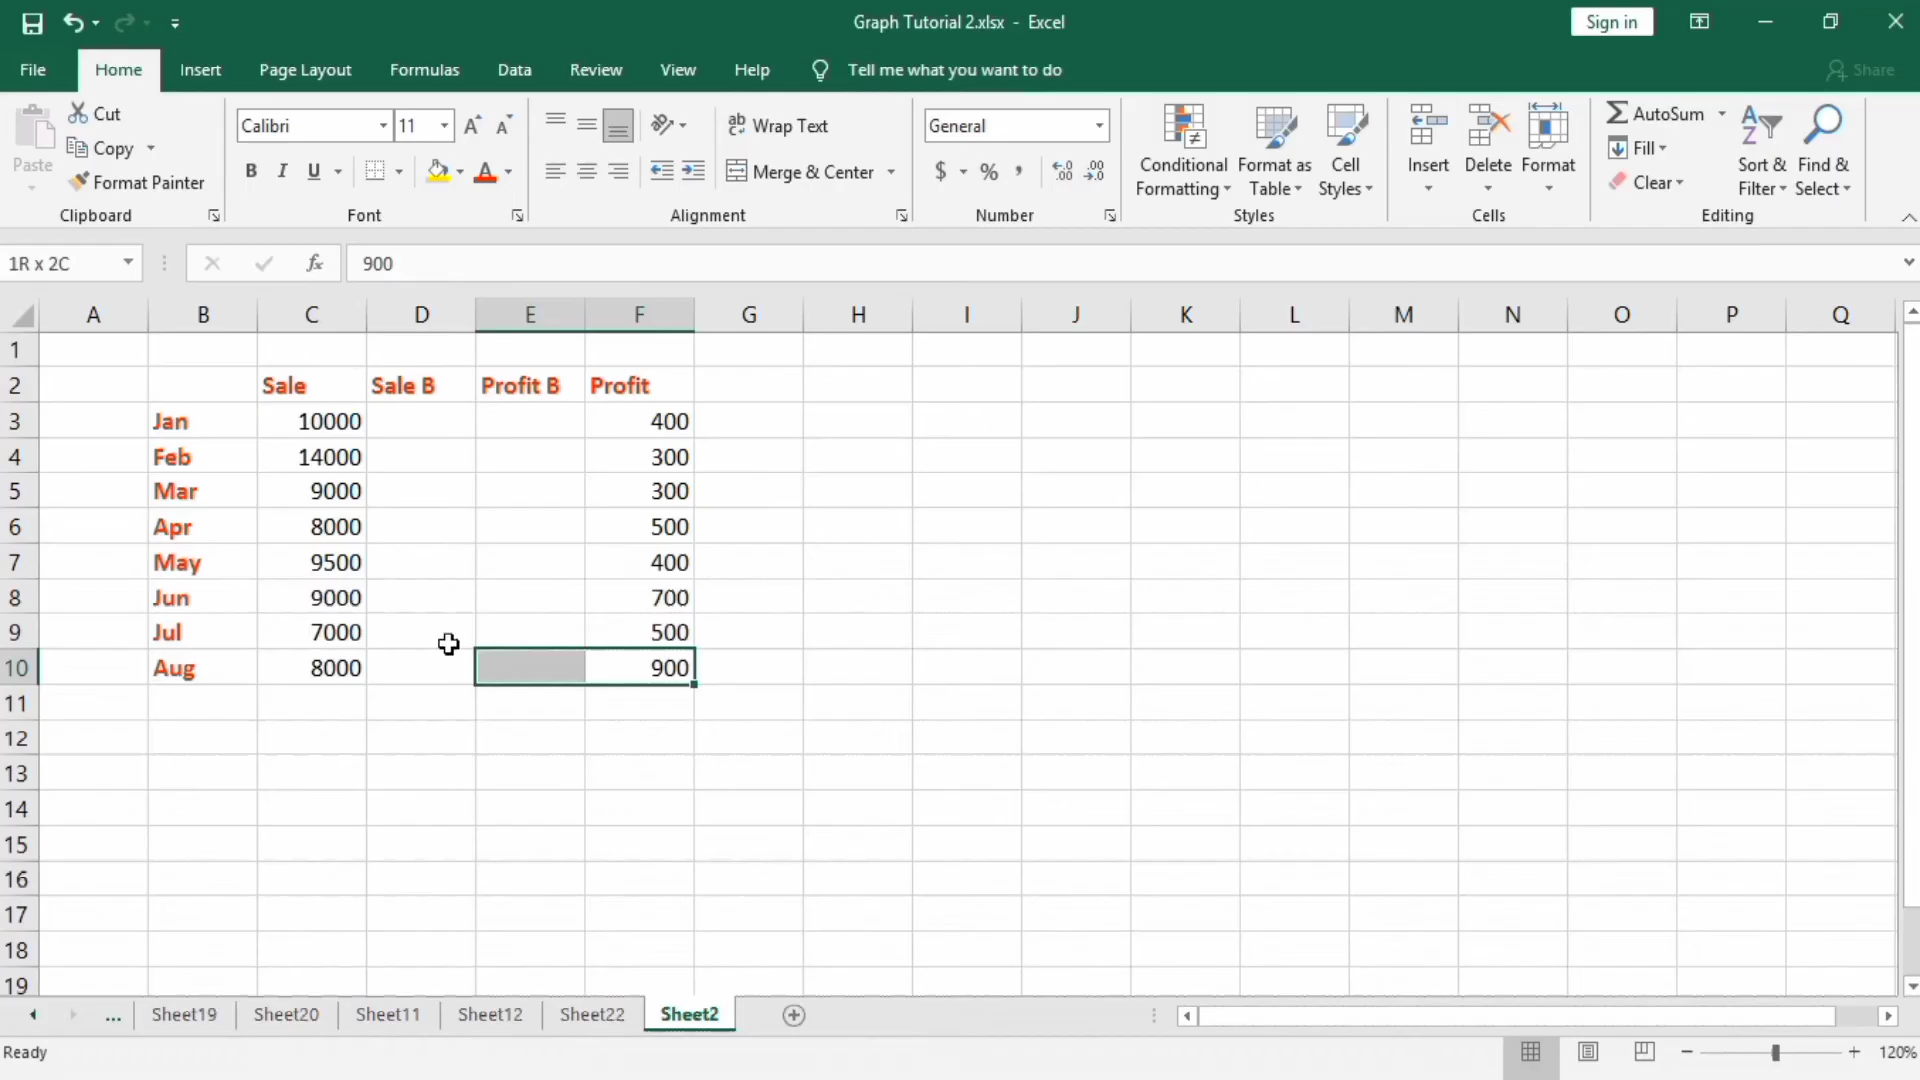 Graph Tutorial 2.xlsx - Excel
Sign in
File Home Insert Page Layout Formulas Data Review View Help Tell me what you want to do Share
Paste
Cut
Copy
Format Painter
Clipboard
Calibri 11
B I U
Font
Wrap Text
Merge & Center
Alignment
General
$ %
Number
Conditional Formatting
Format as Table
Cell Styles
Styles
Insert Delete Format
Cells
AutoSum
Fill
Clear
Sort & Filter
Find & Select
Editing
1R x 2C fx 900
A B C D E F G H I J K L M N O P Q
1
2 Sale Sale B Profit B Profit
3 Jan 10000 400
4 Feb 14000 300
5 Mar 9000 300
6 Apr 8000 500
7 May 9500 400
8 Jun 9000 700
9 Jul 7000 500
10 Aug 8000 900
11
12
13
14
15
16
17
18
19
... Sheet19 Sheet20 Sheet11 Sheet12 Sheet22 Sheet2
Ready 120%